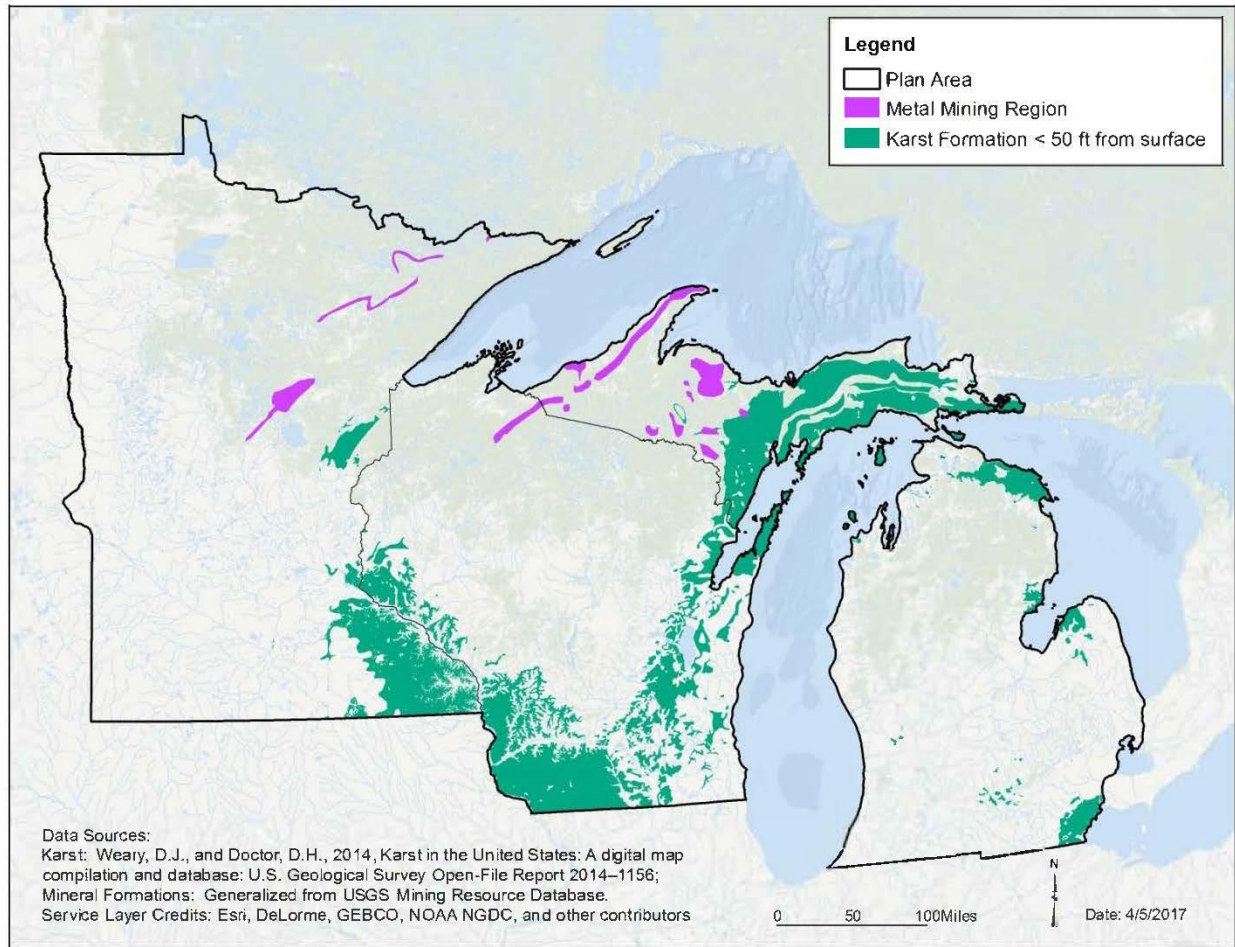 Legend
Plan Area
Metal Mining Region
Karst Formation < 50 ft from surface
Data Sources:
Karst: Weary, D.J., and Doctor, D.H., 2014, Karst in the United States: A digital map
compilation and database: U.S. Geological Survey Open-File Report 2014–1156;
Mineral Formations: Generalized from USGS Mining Resource Database.
Service Layer Credits: Esri, DeLorme, GEBCO, NOAA NGDC, and other contributors
0 50 100Miles
N
Date: 4/5/2017